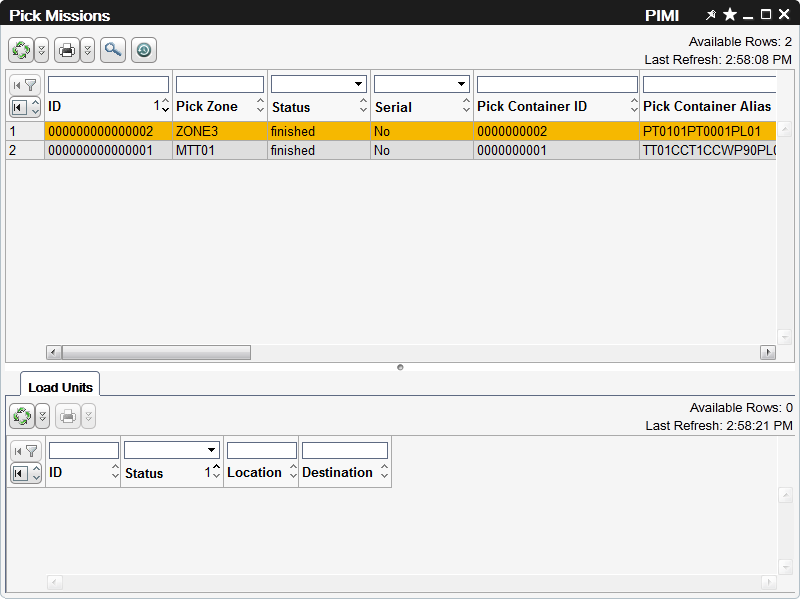 Pick Missions PIMI
Available Rows: 2
Last Refresh: 2:58:08 PM
ID 1 Pick Zone Status Serial Pick Container ID Pick Container Alias
1 000000000000002 ZONE3 finished No 0000000002 PT0101PT0001PL01
2 000000000000001 MTT01 finished No 0000000001 TT01CCT1CCWP90PL0
Load Units
Available Rows: 0
Last Refresh: 2:58:21 PM
ID Status 1 Location Destination